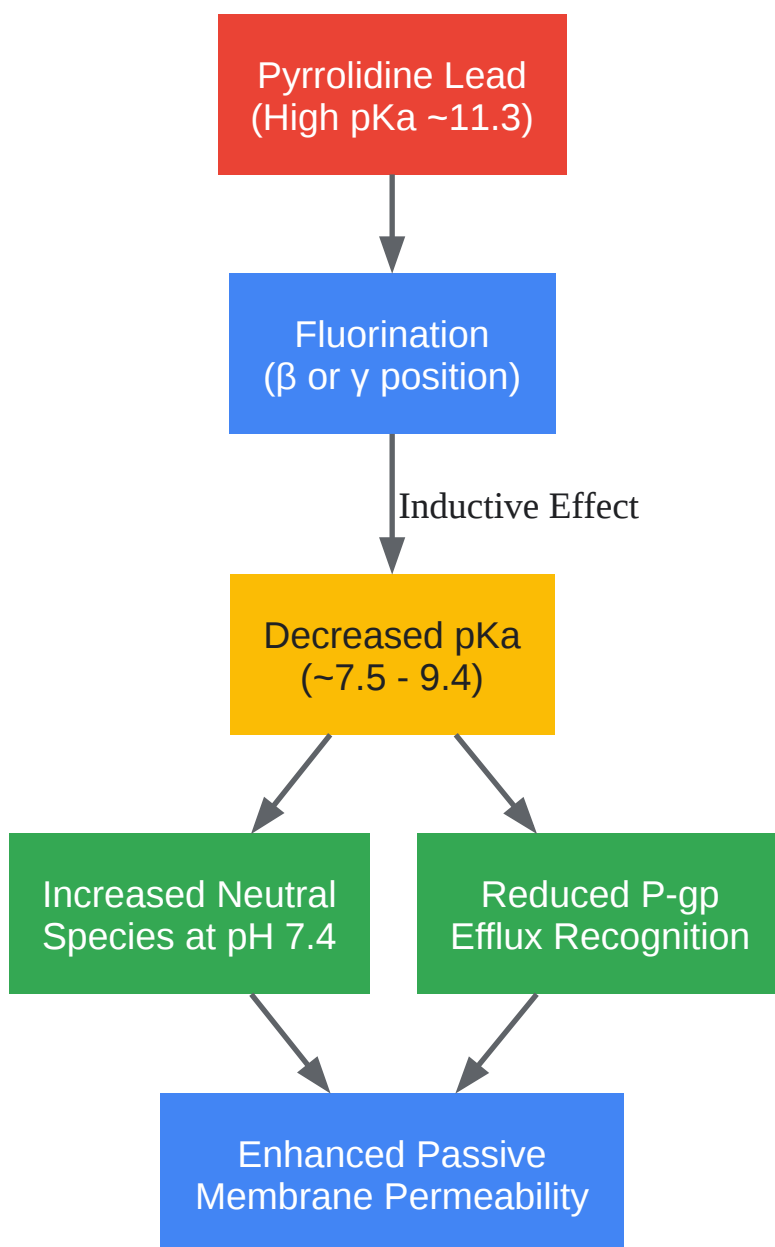 Pyrrolidine Lead
(High pKa ~11.3)
Fluorination
(β or γ position)
Inductive Effect
Decreased pKa
(~7.5 - 9.4)
Increased Neutral
Species at pH 7.4
Reduced P-gp
Efflux Recognition
Enhanced Passive
Membrane Permeability